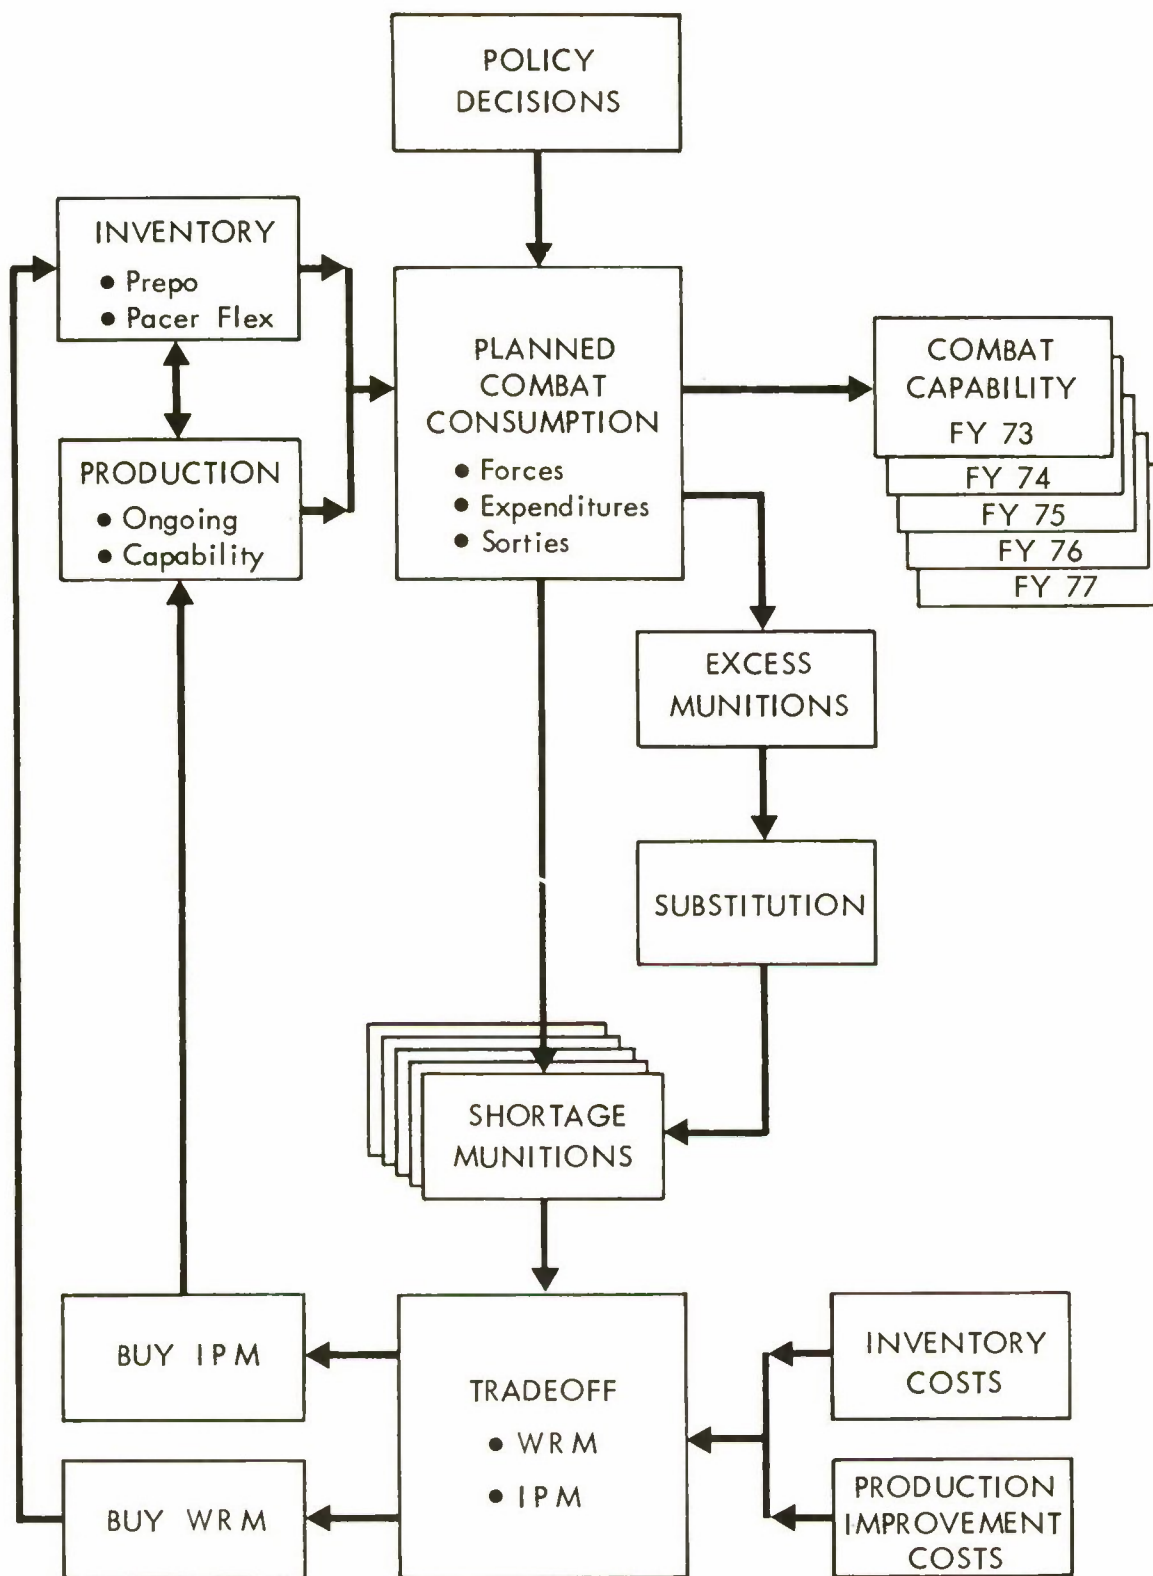 POLICY
DECISIONS
INVENTORY
● Prepo
● Pacer Flex
PRODUCTION
● Ongoing
● Capability
PLANNED
COMBAT
CONSUMPTION
● Forces
● Expenditures
● Sorties
COMBAT
CAPABILITY
FY 73
FY 74
FY 75
FY 76
FY 77
EXCESS
MUNITIONS
SUBSTITUTION
SHORTAGE
MUNITIONS
BUY IPM
BUY WRM
TRADEOFF
● WRM
● IPM
INVENTORY
COSTS
PRODUCTION
IMPROVEMENT
COSTS